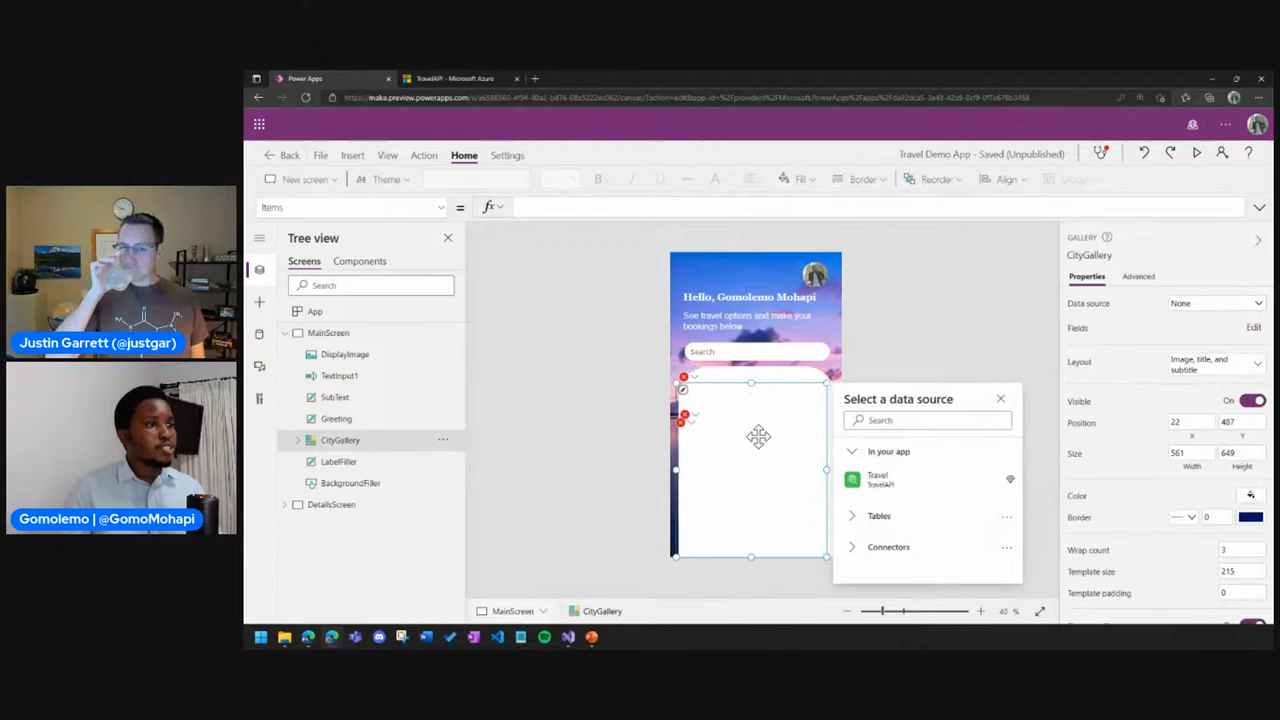 Power Apps
TravelAPI - Microsoft Azure
Back
File
Insert
View
Action
Home
Settings
Travel Demo App - Saved (Unpublished)
New screen
Theme
B
Fill
Border
Reorder
Align
Items
=
fx
Tree view
Screens
Components
Search
App
MainScreen
DisplayImage
TextInput1
SubText
Greeting
CityGallery
LabelFiller
BackgroundFiller
DetailsScreen
Hello, Gomolemo Mohapi
See travel options and make your
bookings below
Search
Select a data source
Search
In your app
Travel
TravelAPI
Tables
Connectors
GALLERY
CityGallery
Properties
Advanced
Data source
None
Fields
Edit
Layout
Image, title, and
subtitle
Visible
On
Position
22
487
X
Y
Size
561
649
Width
Height
Color
Border
0
Wrap count
3
Template size
215
Template padding
0
MainScreen
CityGallery
40 %
Justin Garrett (@justgar)
Gomolemo | @GomoMohapi